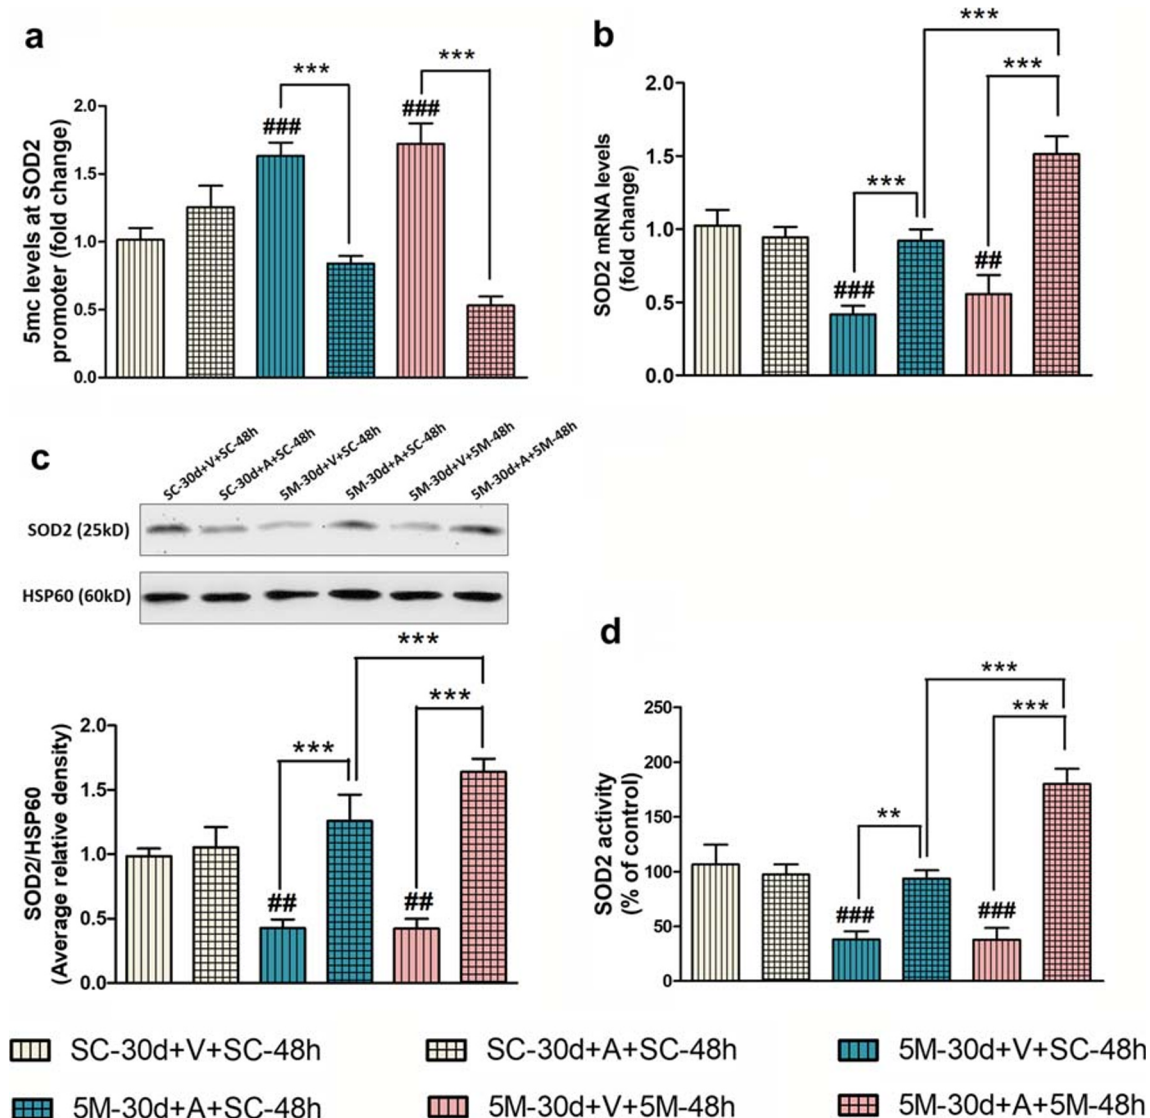 a
5mc levels at SOD2
promoter (fold change)
2.0
1.5
1.0
0.5
0.0
###
***
###
***
b
SOD2 mRNA levels
(fold change)
2.0
1.5
1.0
0.5
0.0
###
***
##
***
***
c
SC-30d+V+SC-48h
SC-30d+A+SC-48h
5M-30d+V+SC-48h
5M-30d+A+SC-48h
5M-30d+V+5M-48h
5M-30d+A+5M-48h
SOD2 (25kD)
HSP60 (60kD)
SOD2/HSP60
(Average relative density)
2.0
1.5
1.0
0.5
0.0
##
***
##
***
***
d
SOD2 activity
(% of control)
250
200
150
100
50
0
###
**
###
***
***
SC-30d+V+SC-48h
SC-30d+A+SC-48h
5M-30d+V+SC-48h
5M-30d+A+SC-48h
5M-30d+V+5M-48h
5M-30d+A+5M-48h